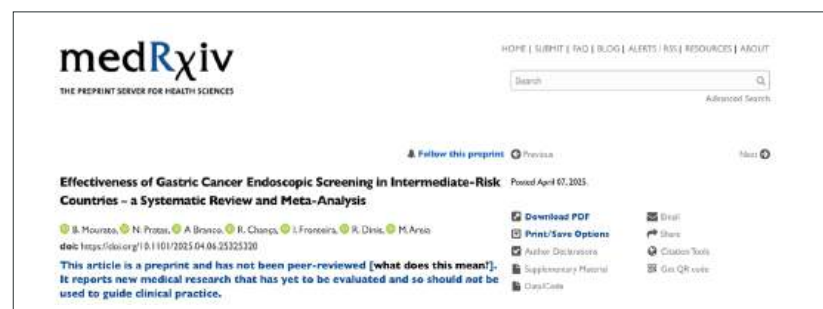 medRxiv
THE PREPRINT SERVER FOR HEALTH SCIENCES
HOME | SUBMIT | FAQ | BLOG | ALERTS / RSS | RESOURCES | ABOUT
Search
Advanced Search
Follow this preprint
Previous
Next
Effectiveness of Gastric Cancer Endoscopic Screening in Intermediate-Risk
Countries – a Systematic Review and Meta-Analysis
B. Mourato, N. Pratas, A Branco, R. Chança, I. Fronteira, R. Dinis, M. Areia
doi: https://doi.org/10.1101/2025.04.06.25325320
This article is a preprint and has not been peer-reviewed [what does this mean?].
It reports new medical research that has yet to be evaluated and so should not be
used to guide clinical practice.
Posted April 07, 2025.
Download PDF
Print/Save Options
Author Declarations
Supplementary Material
Data/Code
Email
Share
Citation Tools
Get QR code